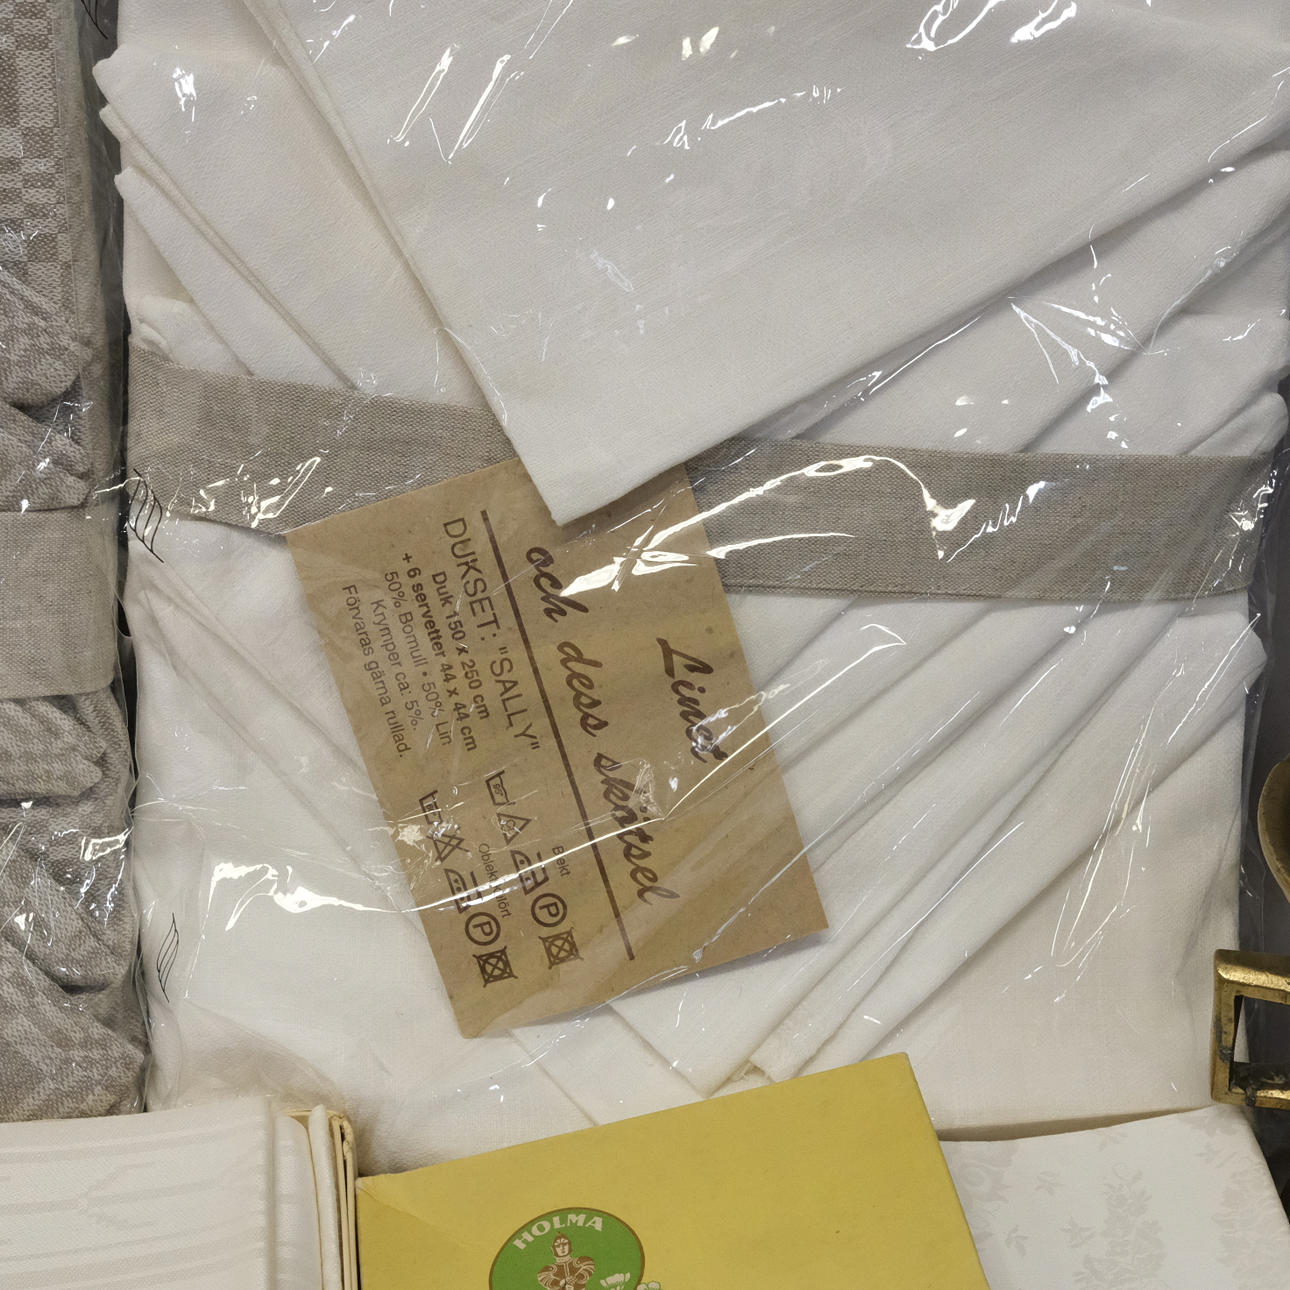 Linet
och dess skötsel
DUKSET: "SALLY"
Duk 150 x 250 cm
+ 6 servetter 44 x 44 cm
50% Bomull • 50% Lin
Krymper ca: 5%.
Förvaras gärna rullad.
Blekt
P
Oblekt
P
HOLMA